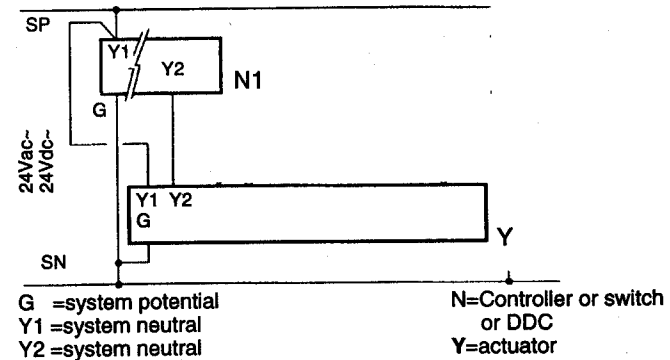 SP
Y1
Y2
N1
G
24Vac~
24Vdc~
Y1 Y2
G
Y
SN
G =system potential
Y1 =system neutral
Y2 =system neutral
N=Controller or switch
or DDC
Y=actuator